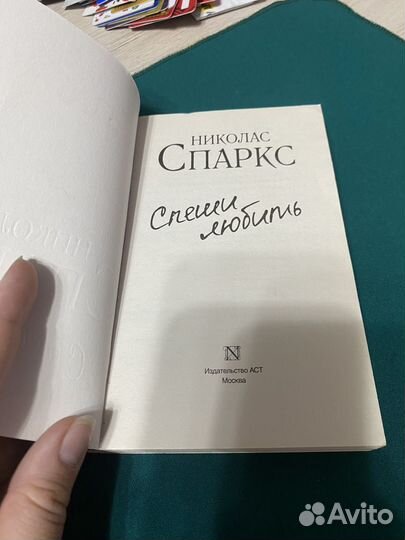 НИКОЛАС
СПАРКС
Спеши
любить
N
Издательство АСТ
Москва
Avito